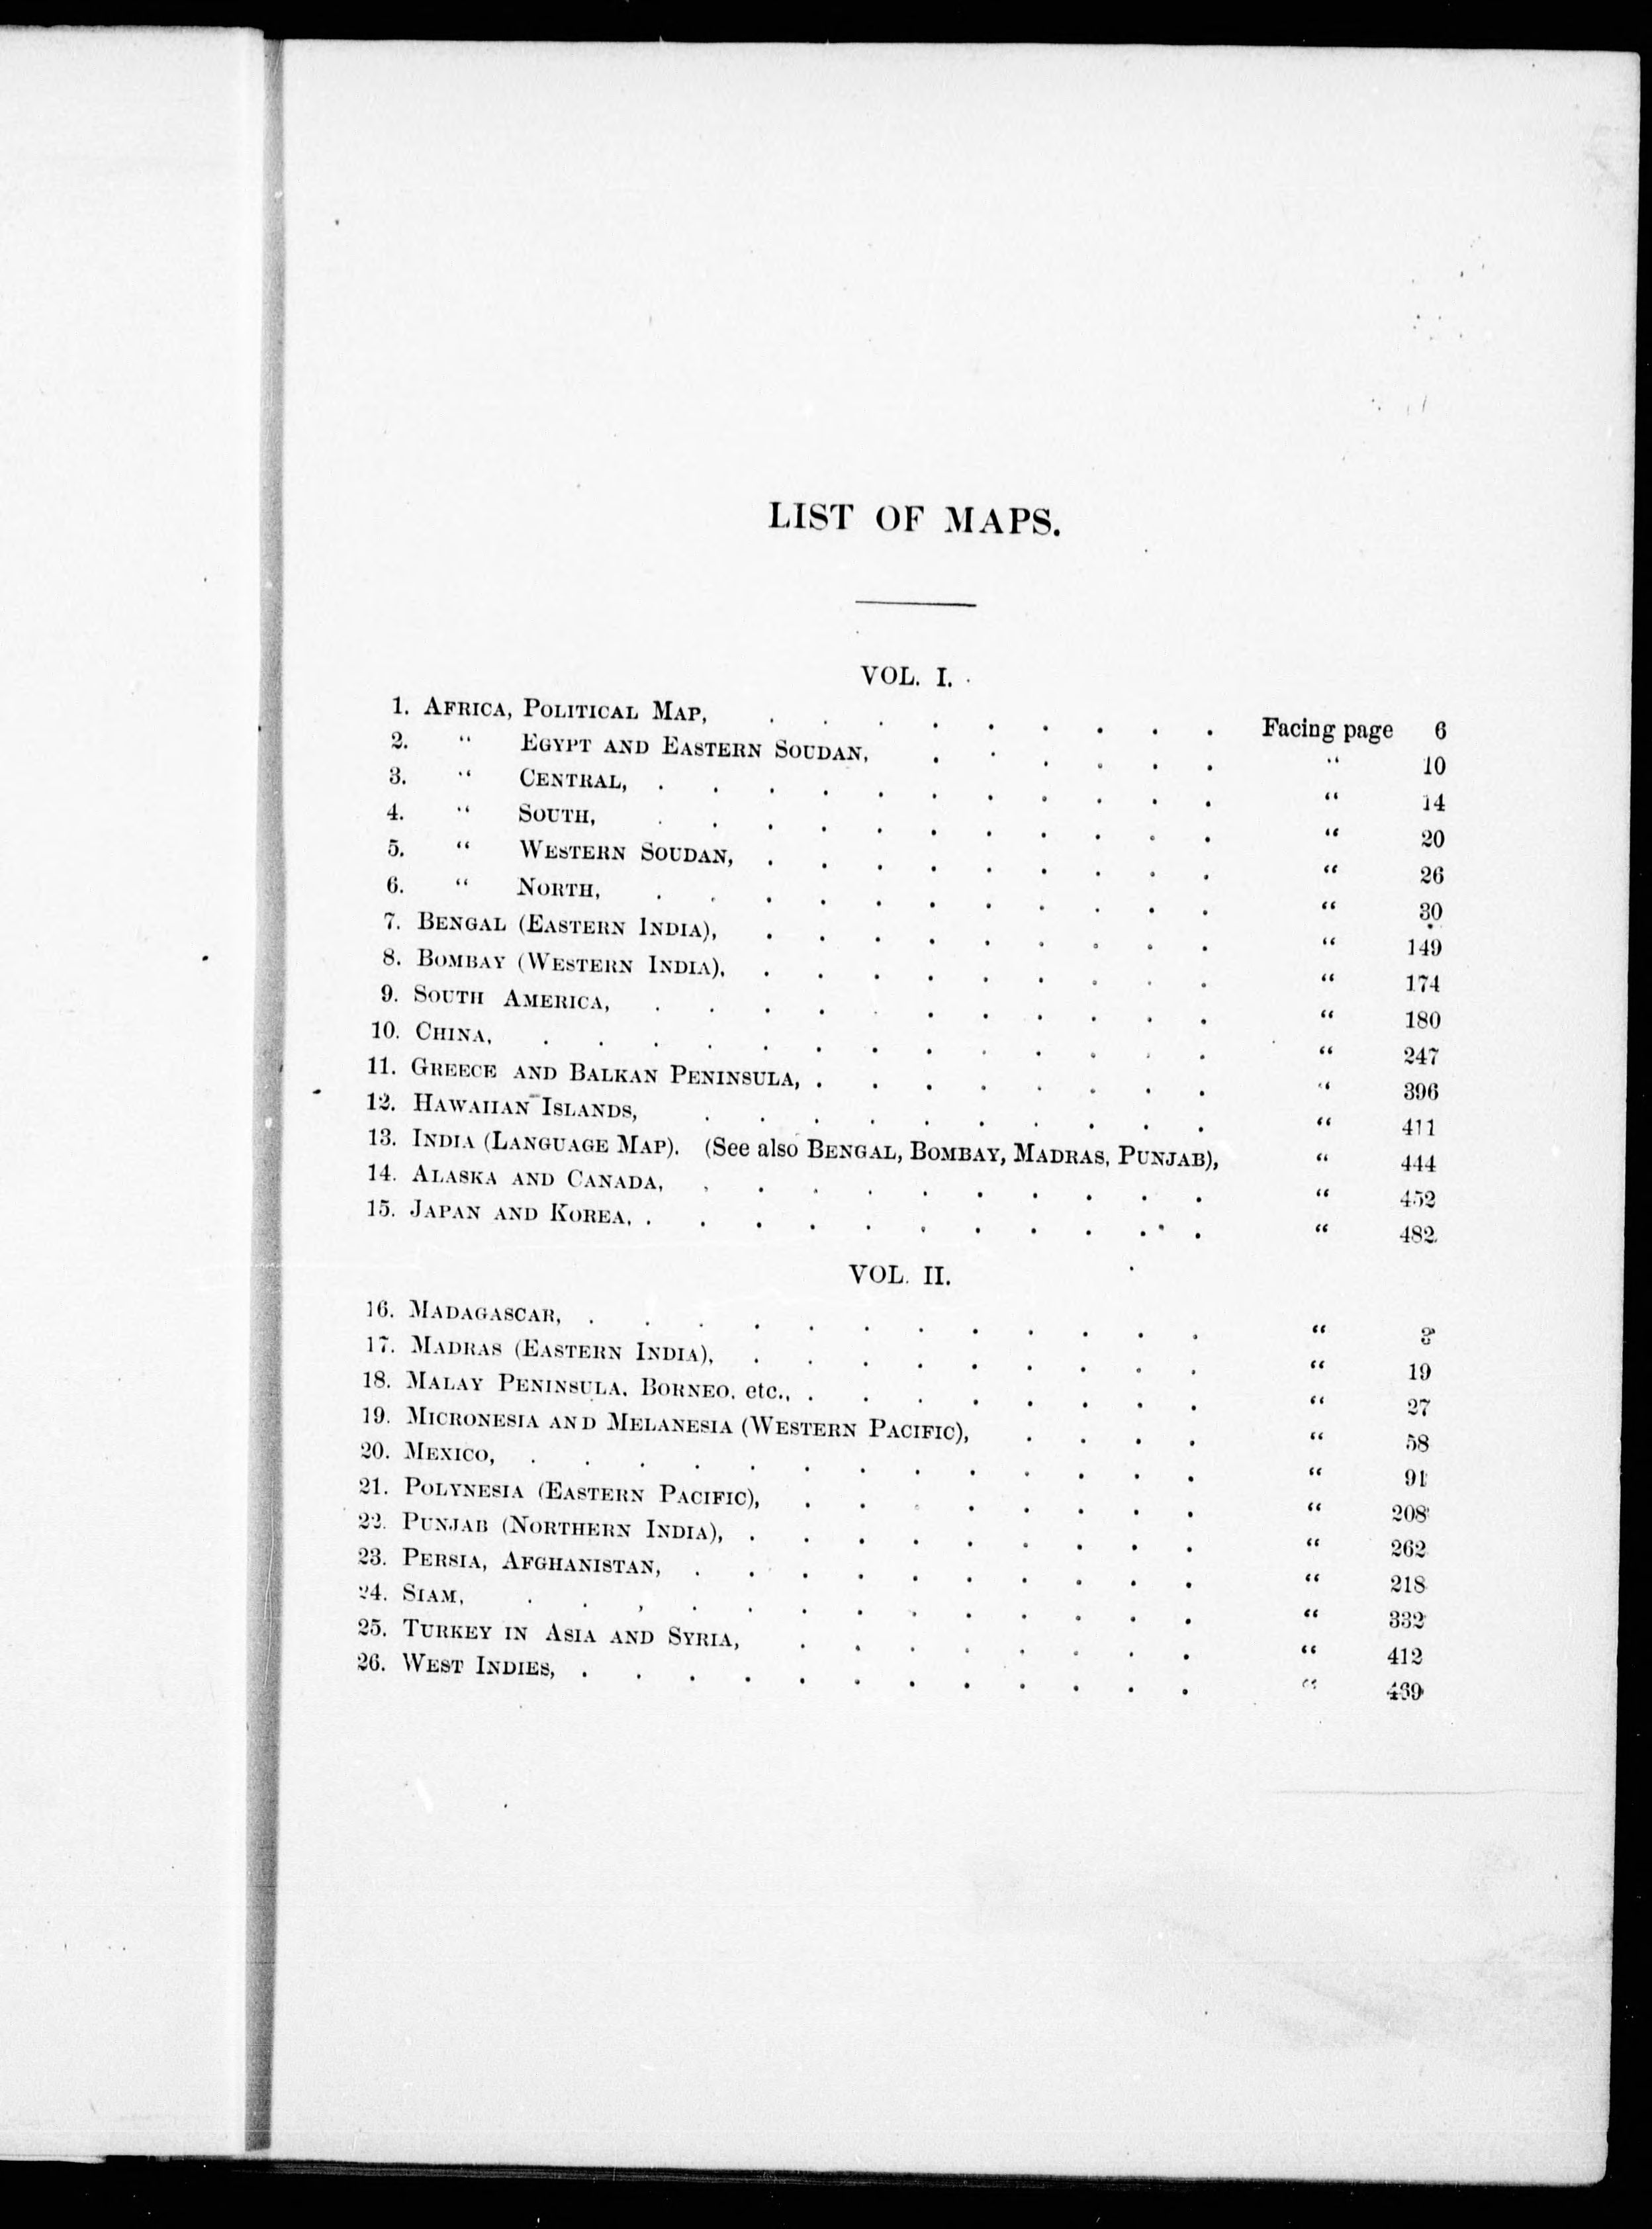 LIST OF MAPS.
VOL. I.
1. AFRICA, POLITICAL MAP, . . . . . . . . . Facing page 6
2. “ EGYPT AND EASTERN SOUDAN, . . . . . . “ 10
3. “ CENTRAL, . . . . . . . . . . . “ 14
4. “ SOUTH, . . . . . . . . . . . “ 20
5. “ WESTERN SOUDAN, . . . . . . . . . “ 26
6. “ NORTH, . . . . . . . . . . . “ 30
7. BENGAL (EASTERN INDIA), . . . . . . . . . “ 149
8. BOMBAY (WESTERN INDIA), . . . . . . . . . “ 174
9. SOUTH AMERICA, . . . . . . . . . . . “ 180
10. CHINA, . . . . . . . . . . . . . “ 247
11. GREECE AND BALKAN PENINSULA, . . . . . . . . “ 396
12. HAWAIIAN ISLANDS, . . . . . . . . . . “ 411
13. INDIA (LANGUAGE MAP). (See also BENGAL, BOMBAY, MADRAS, PUNJAB), “ 444
14. ALASKA AND CANADA, . . . . . . . . . . “ 452
15. JAPAN AND KOREA, . . . . . . . . . . . “ 482
VOL. II.
16. MADAGASCAR, . . . . . . . . . . . . “
17. MADRAS (EASTERN INDIA), . . . . . . . . . “ 19
18. MALAY PENINSULA, BORNEO, etc., . . . . . . . . “ 27
19. MICRONESIA AND MELANESIA (WESTERN PACIFIC), . . . . “ 58
20. MEXICO, . . . . . . . . . . . . . “ 91
21. POLYNESIA (EASTERN PACIFIC), . . . . . . . . “ 208
22. PUNJAB (NORTHERN INDIA), . . . . . . . . . “ 262
23. PERSIA, AFGHANISTAN, . . . . . . . . . . “ 218
24. SIAM, . . . . . . . . . . . . . “ 332
25. TURKEY IN ASIA AND SYRIA, . . . . . . . . “ 412
26. WEST INDIES, . . . . . . . . . . . . “ 469